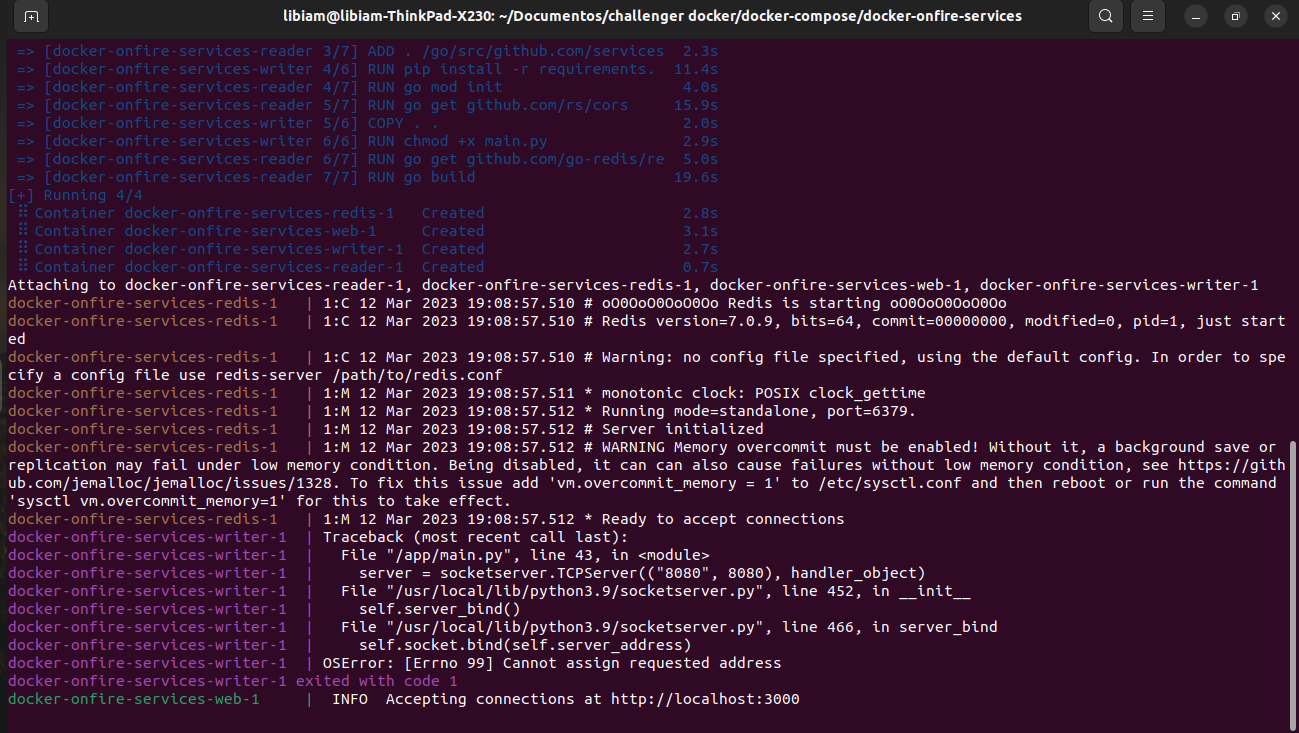 libiam@libiam-ThinkPad-X230: ~/Documentos/challenger docker/docker-compose/docker-onfire-services
=> [docker-onfire-services-reader 3/7] ADD . /go/src/github.com/services 2.3s
=> [docker-onfire-services-writer 4/6] RUN pip install -r requirements. 11.4s
=> [docker-onfire-services-reader 4/7] RUN go mod init 4.0s
=> [docker-onfire-services-reader 5/7] RUN go get github.com/rs/cors 15.9s
=> [docker-onfire-services-writer 5/6] COPY . . 2.0s
=> [docker-onfire-services-writer 6/6] RUN chmod +x main.py 2.9s
=> [docker-onfire-services-reader 6/7] RUN go get github.com/go-redis/re 5.0s
=> [docker-onfire-services-reader 7/7] RUN go build 19.6s
[+] Running 4/4
⠿ Container docker-onfire-services-redis-1 Created 2.8s
⠿ Container docker-onfire-services-web-1 Created 3.1s
⠿ Container docker-onfire-services-writer-1 Created 2.7s
⠿ Container docker-onfire-services-reader-1 Created 0.7s
Attaching to docker-onfire-services-reader-1, docker-onfire-services-redis-1, docker-onfire-services-web-1, docker-onfire-services-writer-1
docker-onfire-services-redis-1 | 1:C 12 Mar 2023 19:08:57.510 # oO0OoO0OoO0Oo Redis is starting oO0OoO0OoO0Oo
docker-onfire-services-redis-1 | 1:C 12 Mar 2023 19:08:57.510 # Redis version=7.0.9, bits=64, commit=00000000, modified=0, pid=1, just start
ed
docker-onfire-services-redis-1 | 1:C 12 Mar 2023 19:08:57.510 # Warning: no config file specified, using the default config. In order to spe
cify a config file use redis-server /path/to/redis.conf
docker-onfire-services-redis-1 | 1:M 12 Mar 2023 19:08:57.511 * monotonic clock: POSIX clock_gettime
docker-onfire-services-redis-1 | 1:M 12 Mar 2023 19:08:57.512 * Running mode=standalone, port=6379.
docker-onfire-services-redis-1 | 1:M 12 Mar 2023 19:08:57.512 # Server initialized
docker-onfire-services-redis-1 | 1:M 12 Mar 2023 19:08:57.512 # WARNING Memory overcommit must be enabled! Without it, a background save or
replication may fail under low memory condition. Being disabled, it can can also cause failures without low memory condition, see https://gith
ub.com/jemalloc/jemalloc/issues/1328. To fix this issue add 'vm.overcommit_memory = 1' to /etc/sysctl.conf and then reboot or run the command
'sysctl vm.overcommit_memory=1' for this to take effect.
docker-onfire-services-redis-1 | 1:M 12 Mar 2023 19:08:57.512 * Ready to accept connections
docker-onfire-services-writer-1 | Traceback (most recent call last):
docker-onfire-services-writer-1 | File "/app/main.py", line 43, in <module>
docker-onfire-services-writer-1 | server = socketserver.TCPServer(("8080", 8080), handler_object)
docker-onfire-services-writer-1 | File "/usr/local/lib/python3.9/socketserver.py", line 452, in __init__
docker-onfire-services-writer-1 | self.server_bind()
docker-onfire-services-writer-1 | File "/usr/local/lib/python3.9/socketserver.py", line 466, in server_bind
docker-onfire-services-writer-1 | self.socket.bind(self.server_address)
docker-onfire-services-writer-1 | OSError: [Errno 99] Cannot assign requested address
docker-onfire-services-writer-1 exited with code 1
docker-onfire-services-web-1 | INFO Accepting connections at http://localhost:3000